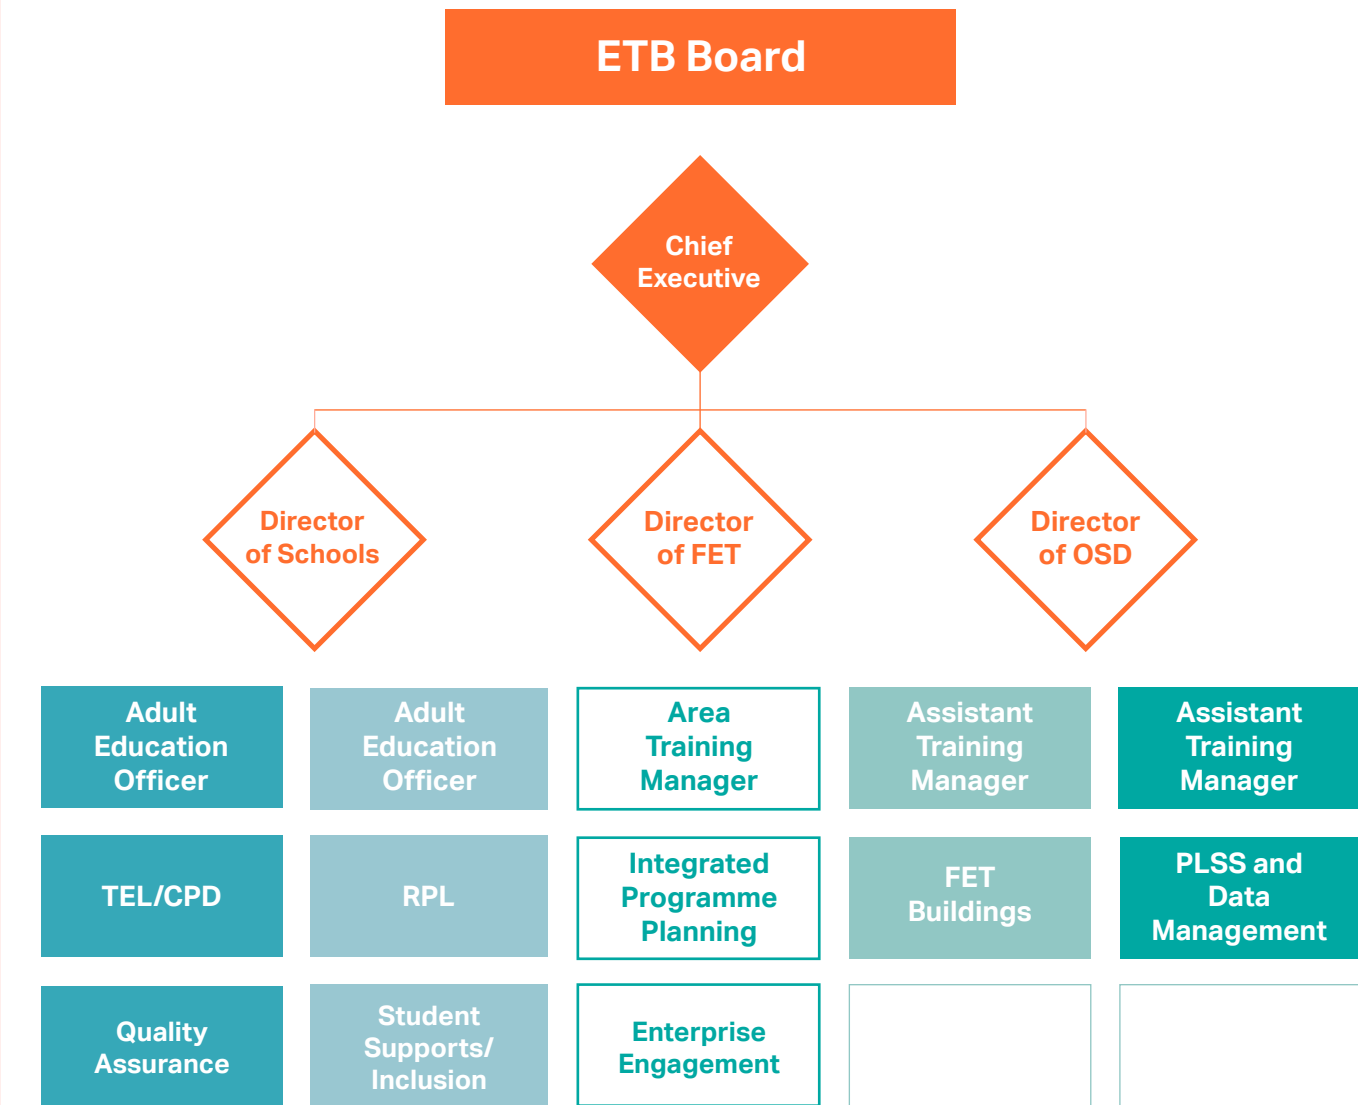 ETB Board
Chief
Executive
Director
of Schools
Director
of FET
Director
of OSD
Adult
Education
Officer
Adult
Education
Officer
Area
Training
Manager
Assistant
Training
Manager
Assistant
Training
Manager
TEL/CPD
RPL
Integrated
Programme
Planning
FET
Buildings
PLSS and
Data
Management
Quality
Assurance
Student
Supports/
Inclusion
Enterprise
Engagement